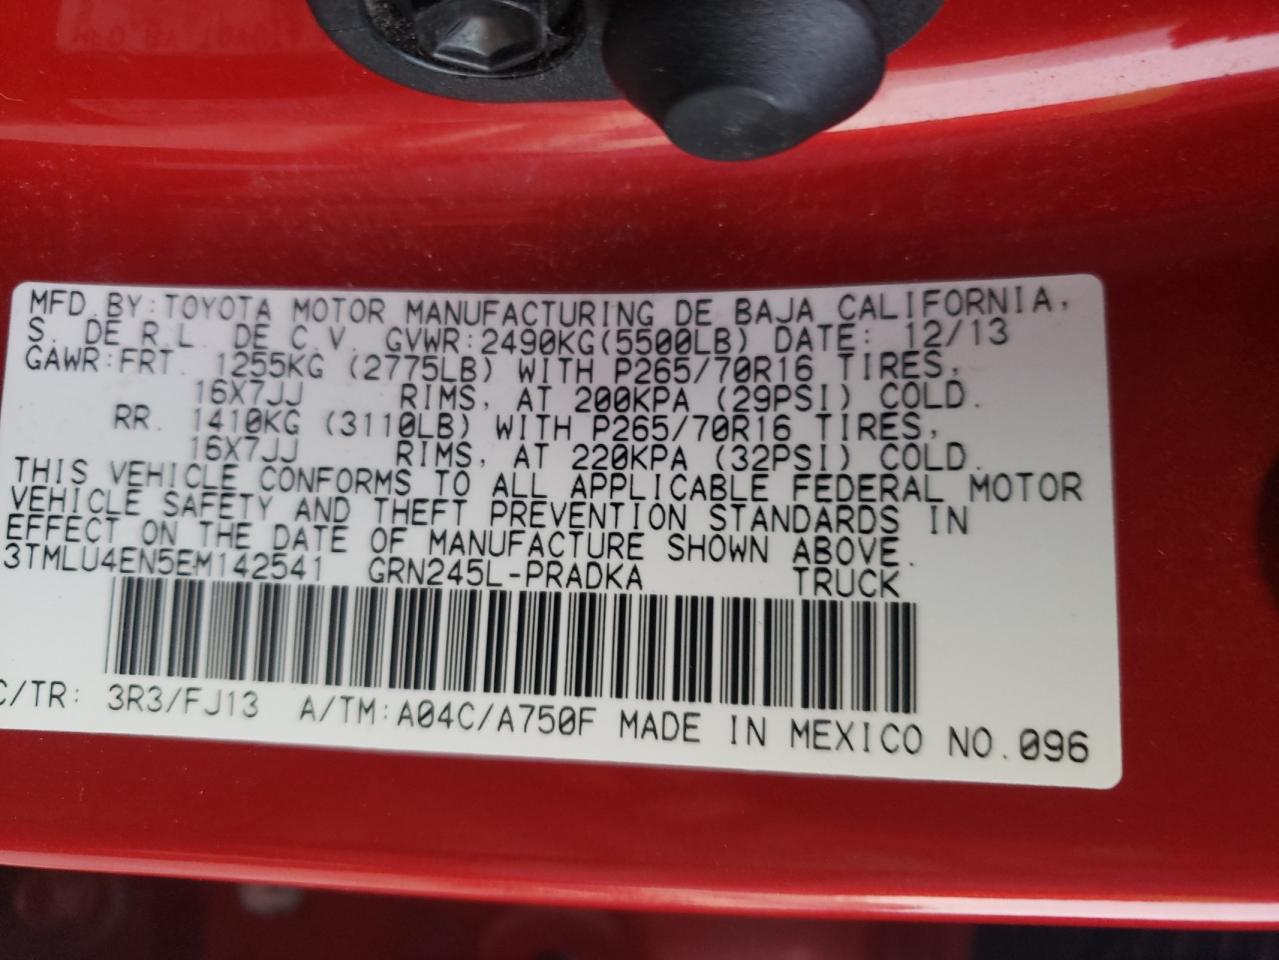 MFD. BY: TOYOTA MOTOR MANUFACTURING DE BAJA CALIFORNIA,
S. DE R.L. DE C.V. GVWR: 2490KG(5500LB) DATE: 12/13
GAWR: FRT. 1255KG (2775LB) WITH P265/70R16 TIRES,
16X7JJ RIMS, AT 200KPA (29PSI) COLD.
RR. 1410KG (3110LB) WITH P265/70R16 TIRES,
16X7JJ RIMS, AT 220KPA (32PSI) COLD.
THIS VEHICLE CONFORMS TO ALL APPLICABLE FEDERAL MOTOR
VEHICLE SAFETY AND THEFT PREVENTION STANDARDS IN
EFFECT ON THE DATE OF MANUFACTURE SHOWN ABOVE.
3TMLU4EN5EM142541 GRN245L-PRADKA TRUCK
C/TR: 3R3/FJ13 A/TM: A04C/A750F MADE IN MEXICO NO. 096